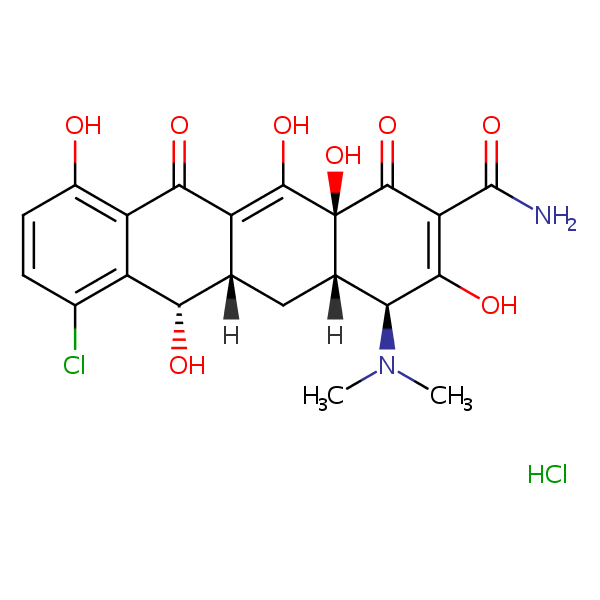 OH O OH O O
OH
NH2
OH
H H
Cl OH N
H3C CH3
HCl